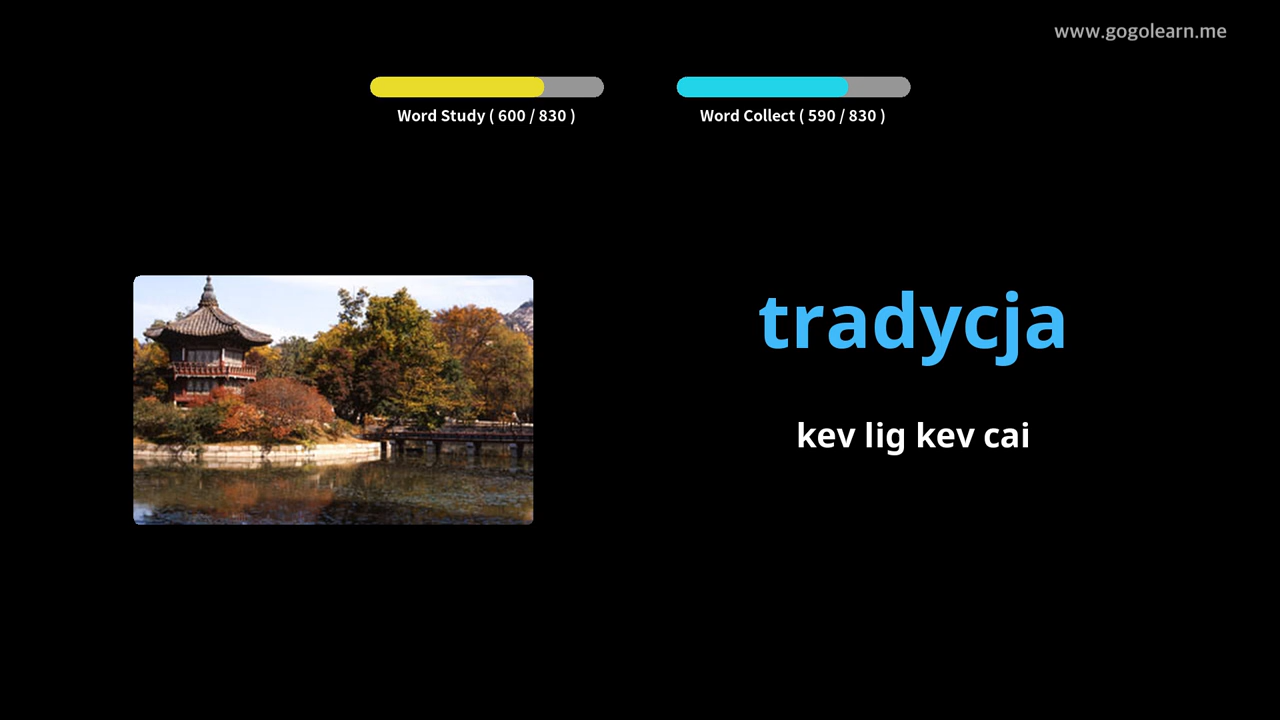 www.gogolearn.me
Word Study ( 600 / 830 )
Word Collect ( 590 / 830 )
tradycja
kev lig kev cai